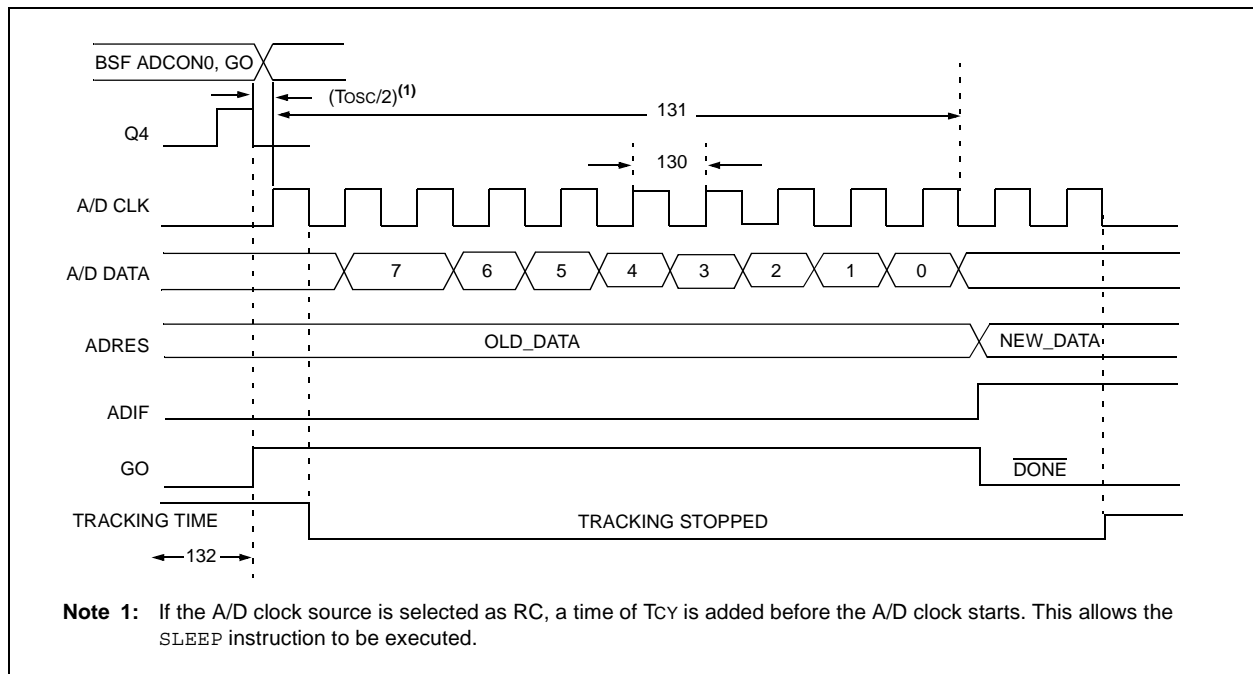 BSF ADCON0, GO
(TOSC/2)(1)
131
Q4
130
A/D CLK
A/D DATA
7
6
5
4
3
2
1
0
ADRES
OLD_DATA
NEW_DATA
ADIF
GO
DONE
TRACKING TIME
TRACKING STOPPED
132
Note 1: If the A/D clock source is selected as RC, a time of TCY is added before the A/D clock starts. This allows the
SLEEP instruction to be executed.